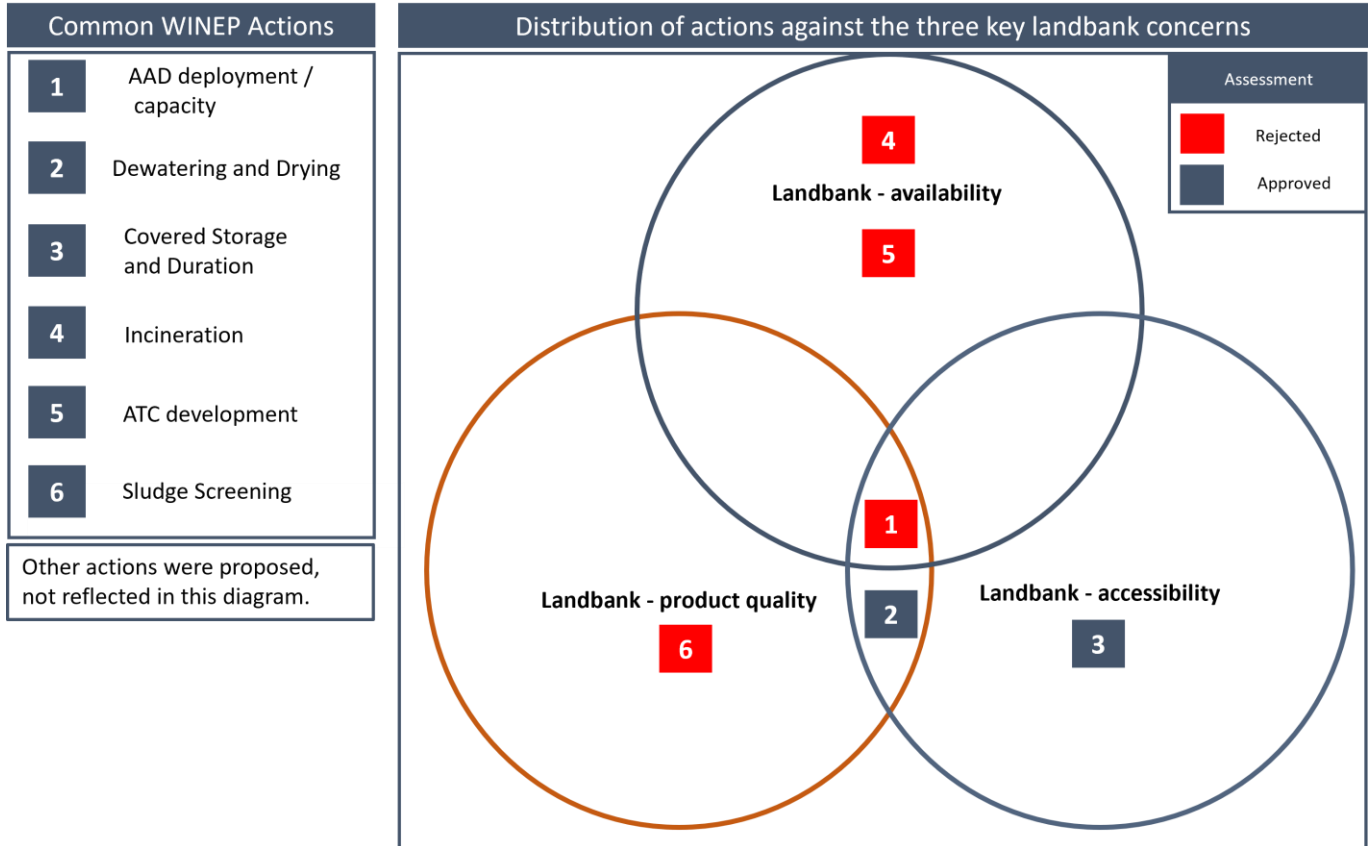 Common WINEP Actions
1
AAD deployment /
capacity
2
Dewatering and Drying
3
Covered Storage
and Duration
4
Incineration
5
ATC development
6
Sludge Screening
Other actions were proposed,
not reflected in this diagram.
Distribution of actions against the three key landbank concerns
Assessment
Rejected
Approved
4
Landbank - availability
5
1
Landbank - product quality
6
2
Landbank - accessibility
3